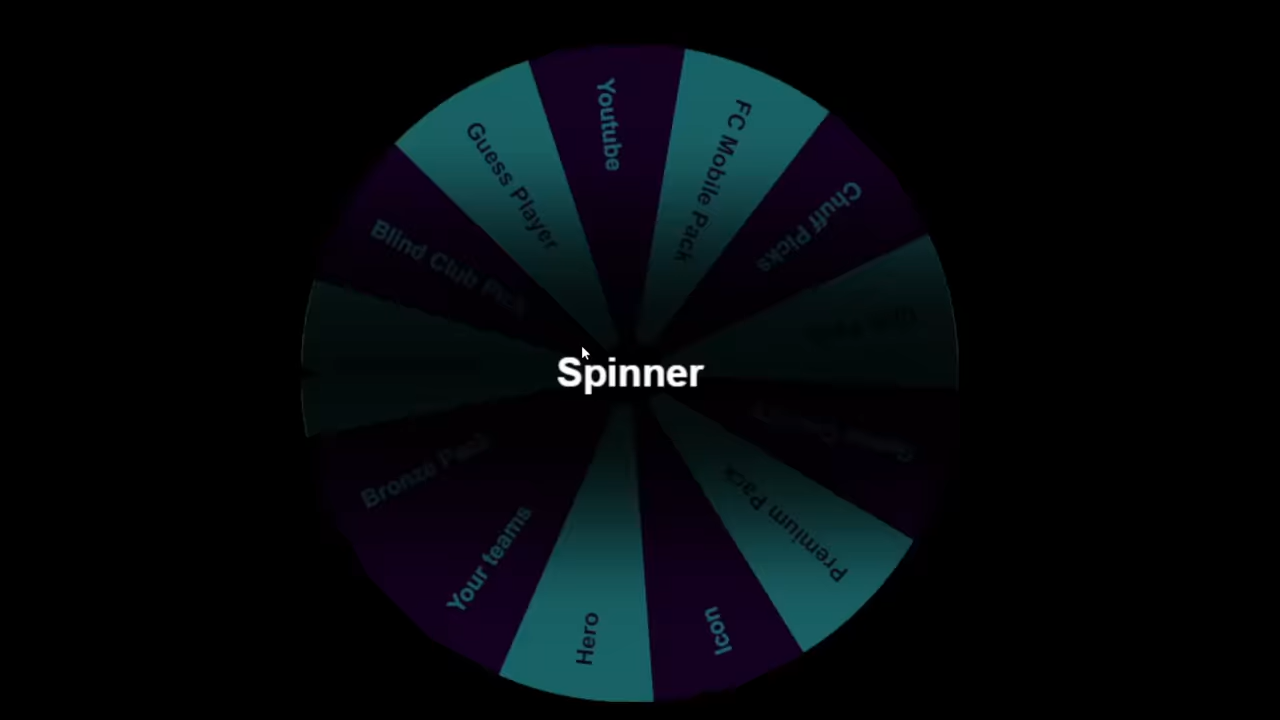 Youtube
FC Mobile Pack
Guess Player
Chuff Picks
Blind Club Pick
Spinner
Bronze Pack
Premium Pack
Your teams
Hero
Icon